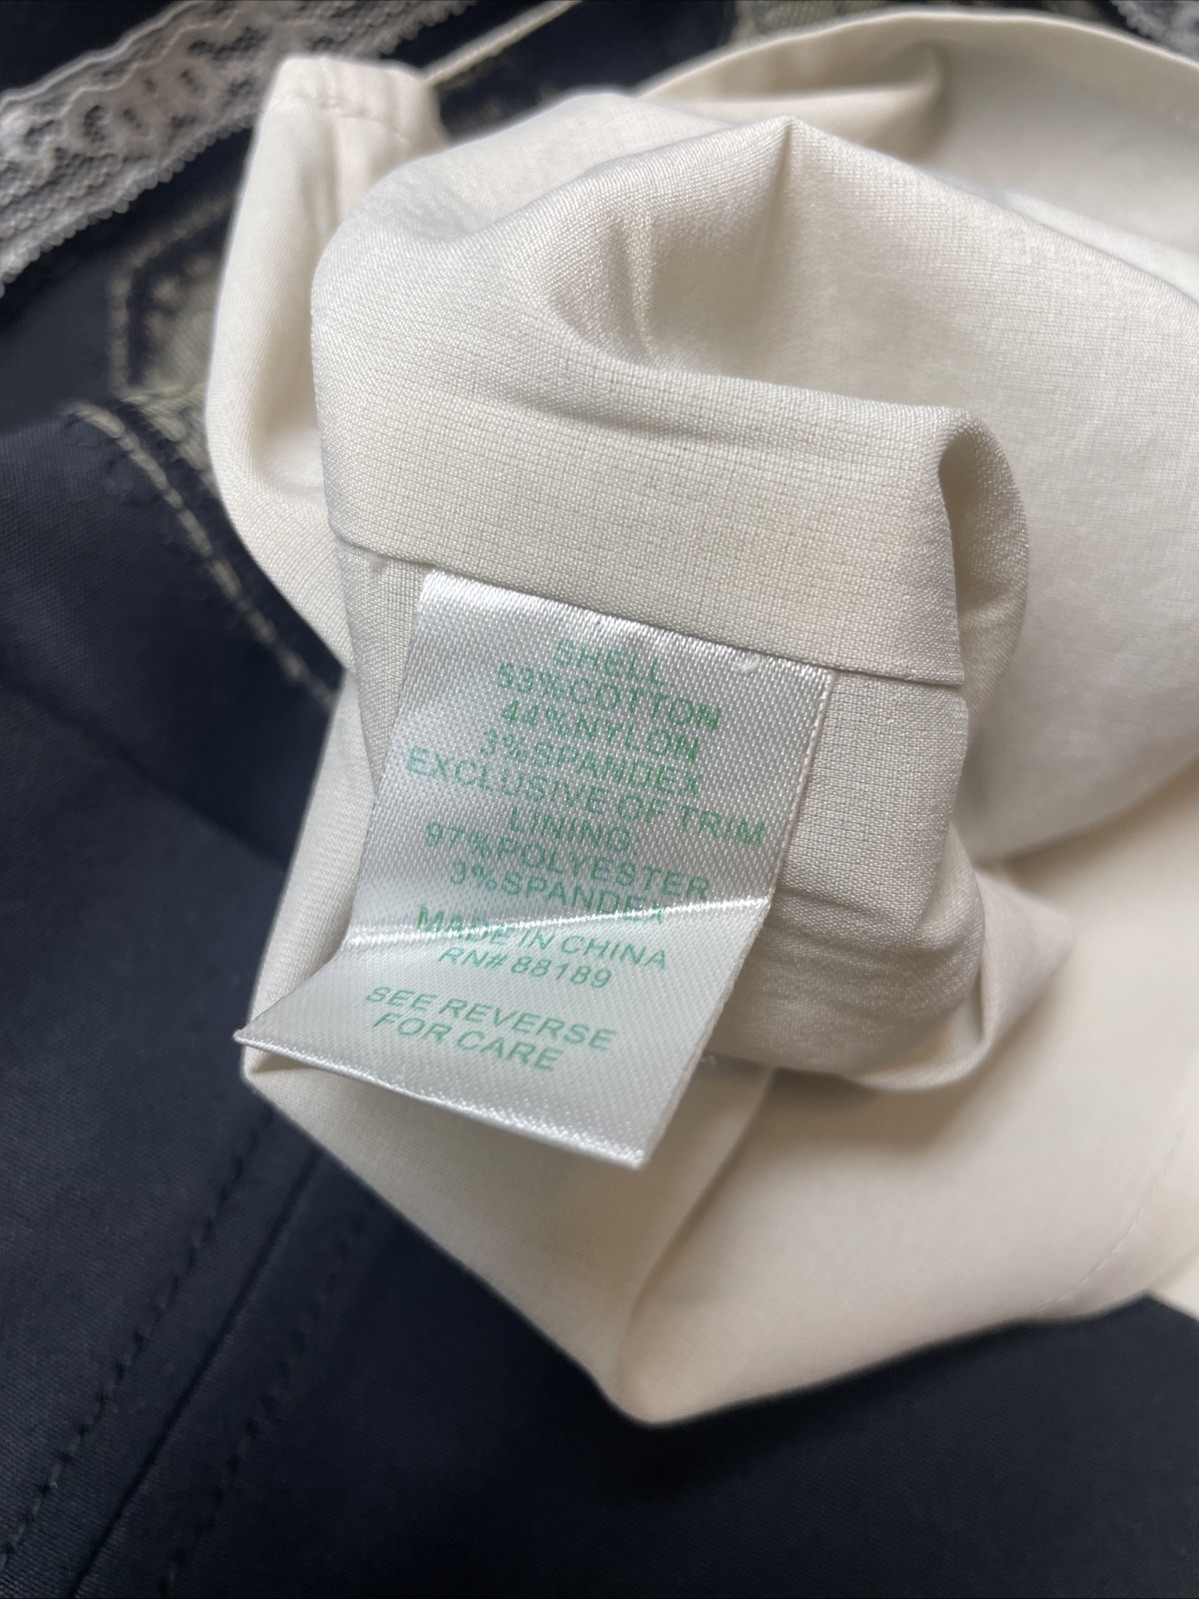 SHELL
53%COTTON
44%NYLON
3%SPANDEX
EXCLUSIVE OF TRIM
LINING
97%POLYESTER
3%SPANDEX
MADE IN CHINA
RN# 88189
SEE REVERSE
FOR CARE